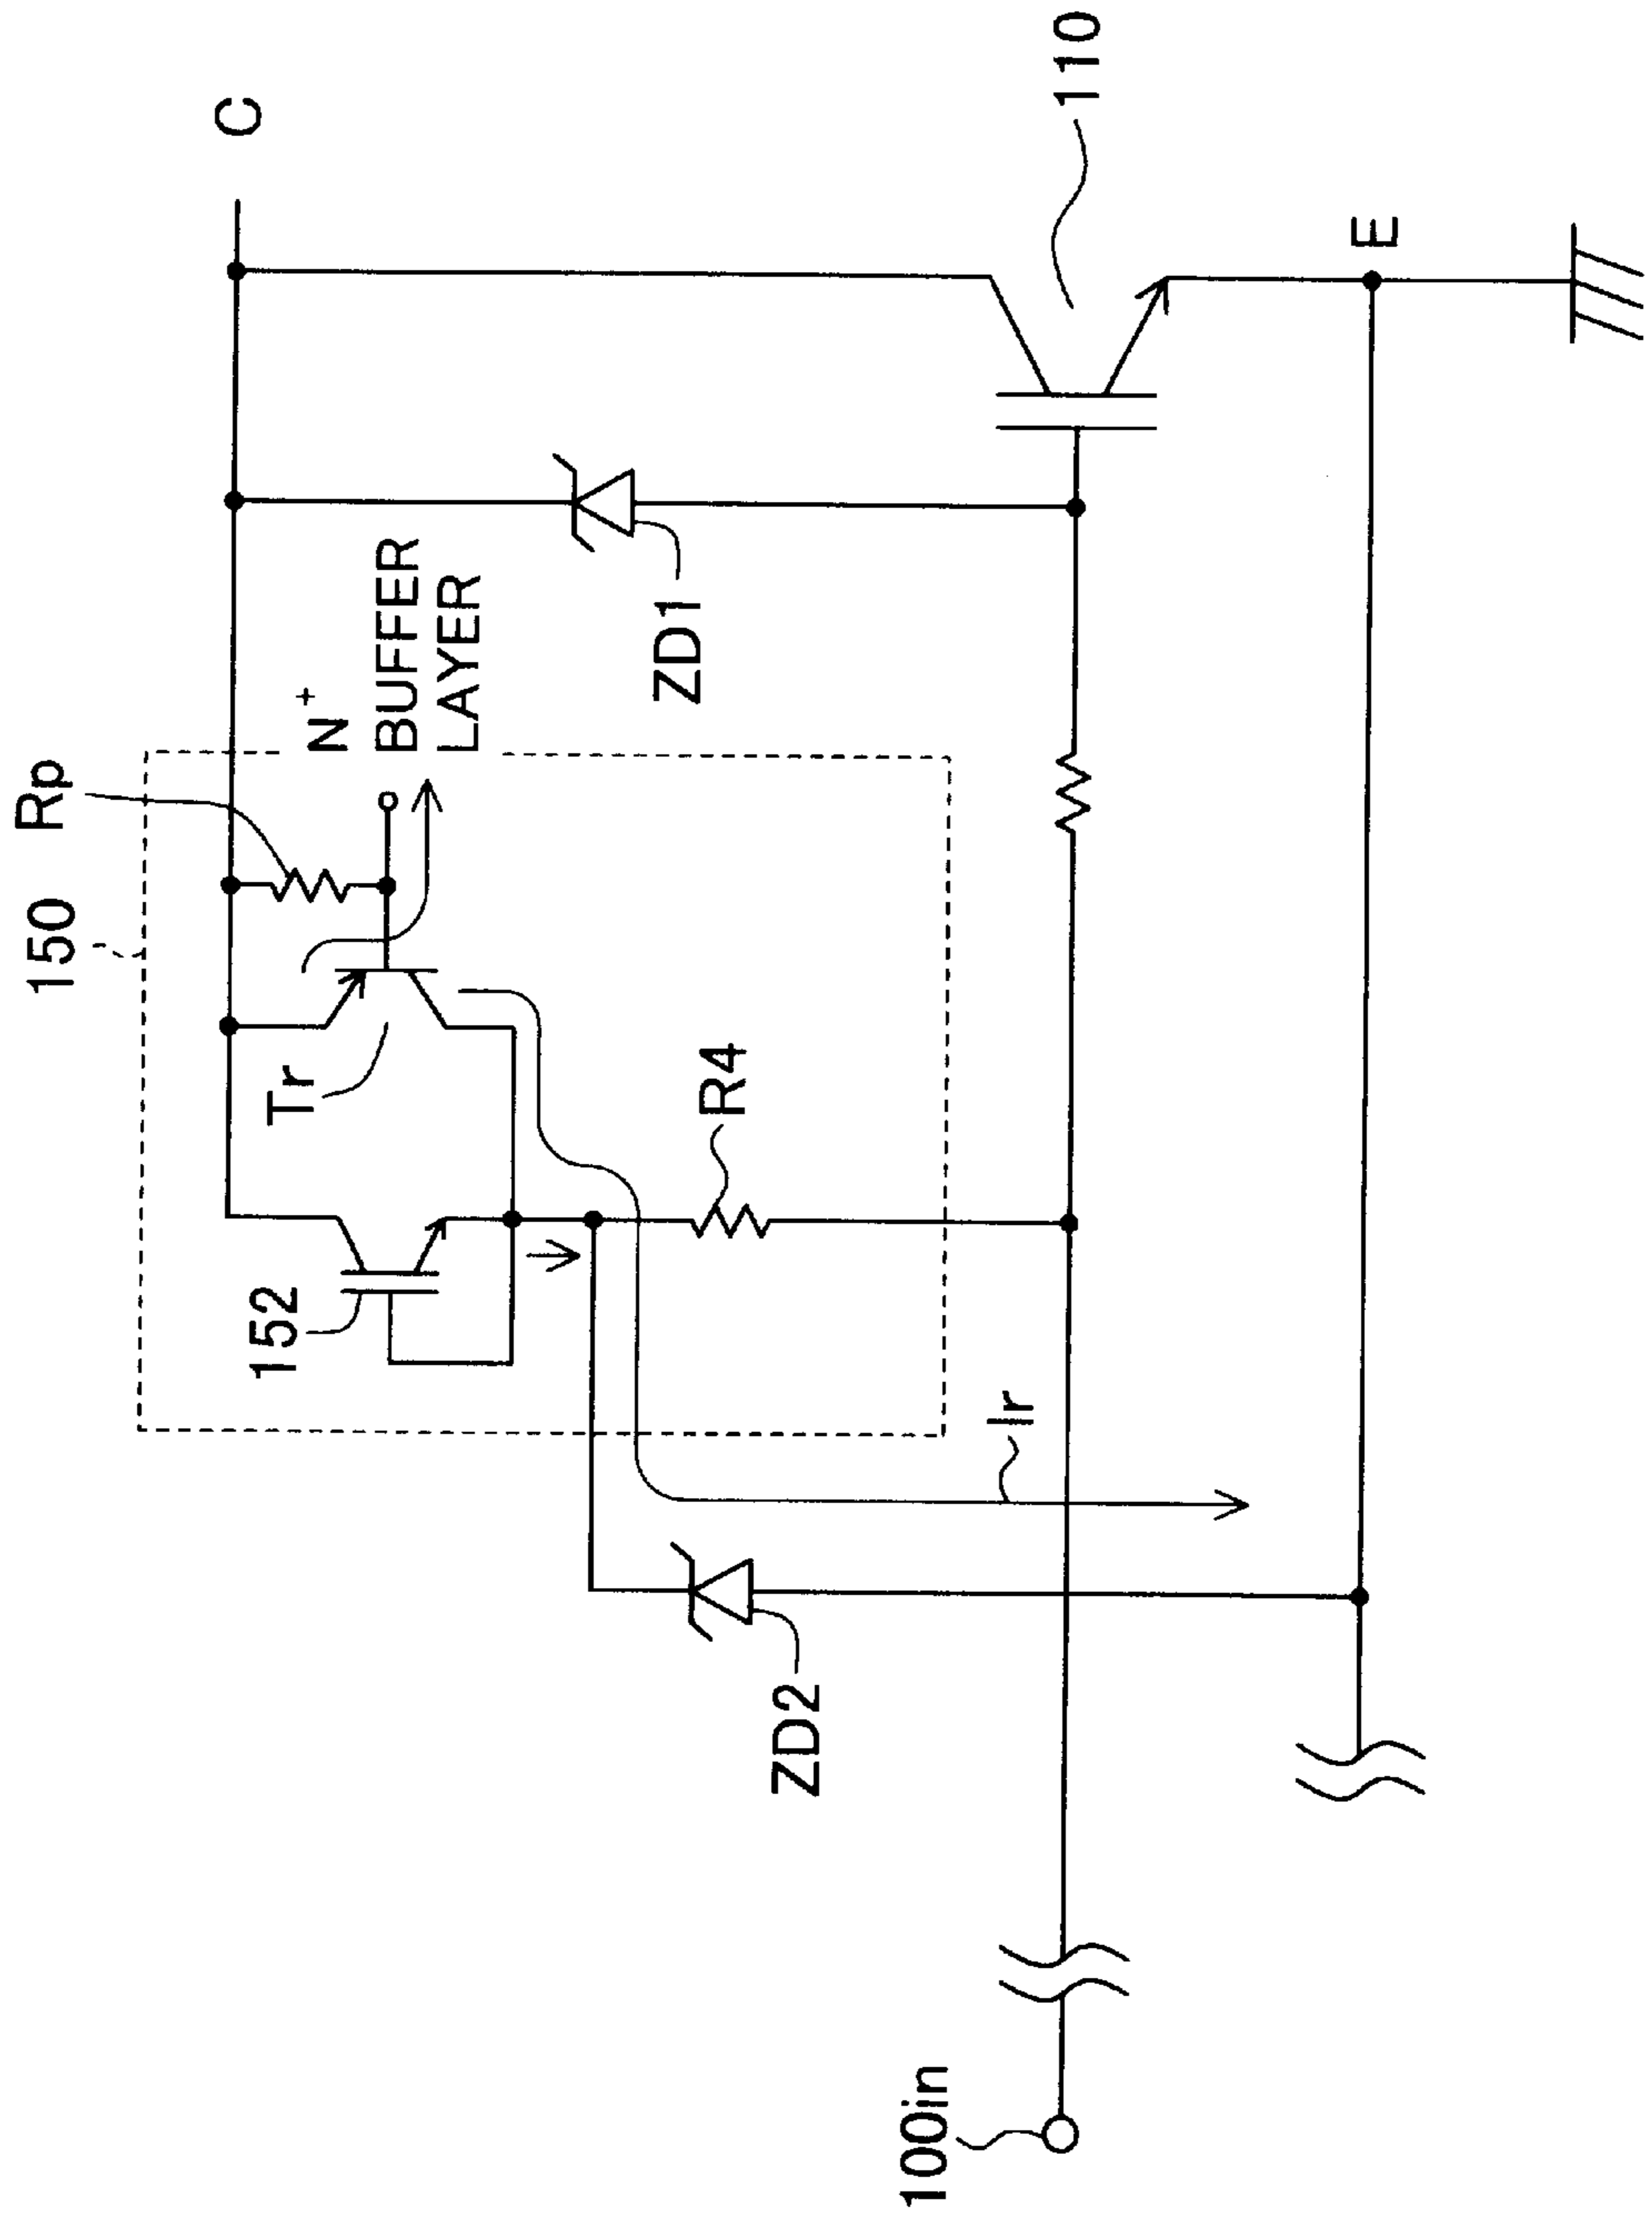 C
150
Rp
N+
BUFFER
LAYER
Tr
152
R4
ZD1
110
Ir
ZD2
E
100in